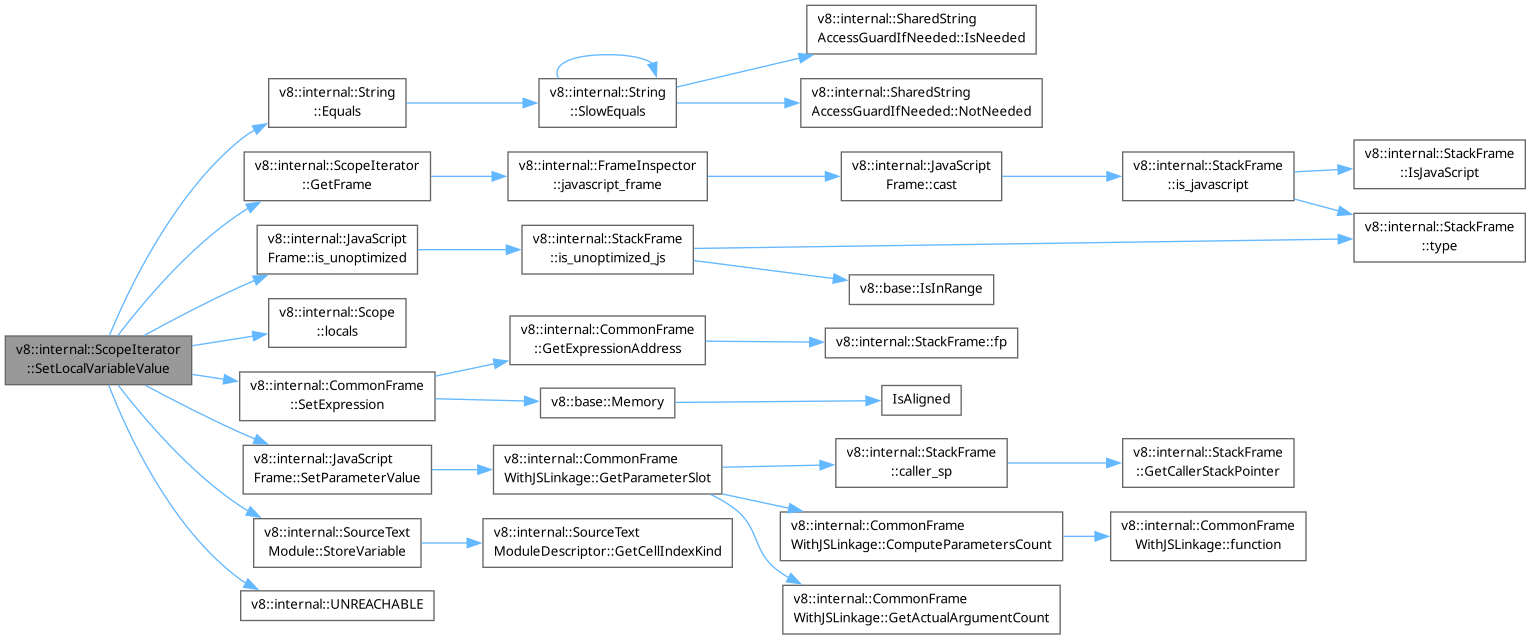 v8::internal::ScopeIterator
::SetLocalVariableValue
v8::internal::String
::Equals
v8::internal::String
::SlowEquals
v8::internal::SharedString
AccessGuardIfNeeded::IsNeeded
v8::internal::SharedString
AccessGuardIfNeeded::NotNeeded
v8::internal::ScopeIterator
::GetFrame
v8::internal::FrameInspector
::javascript_frame
v8::internal::JavaScript
Frame::cast
v8::internal::StackFrame
::is_javascript
v8::internal::StackFrame
::IsJavaScript
v8::internal::StackFrame
::type
v8::internal::JavaScript
Frame::is_unoptimized
v8::internal::StackFrame
::is_unoptimized_js
v8::base::IsInRange
v8::internal::Scope
::locals
v8::internal::CommonFrame
::SetExpression
v8::internal::CommonFrame
::GetExpressionAddress
v8::internal::StackFrame::fp
v8::base::Memory
IsAligned
v8::internal::JavaScript
Frame::SetParameterValue
v8::internal::CommonFrame
WithJSLinkage::GetParameterSlot
v8::internal::StackFrame
::caller_sp
v8::internal::StackFrame
::GetCallerStackPointer
v8::internal::CommonFrame
WithJSLinkage::ComputeParametersCount
v8::internal::CommonFrame
WithJSLinkage::function
v8::internal::CommonFrame
WithJSLinkage::GetActualArgumentCount
v8::internal::SourceText
Module::StoreVariable
v8::internal::SourceText
ModuleDescriptor::GetCellIndexKind
v8::internal::UNREACHABLE